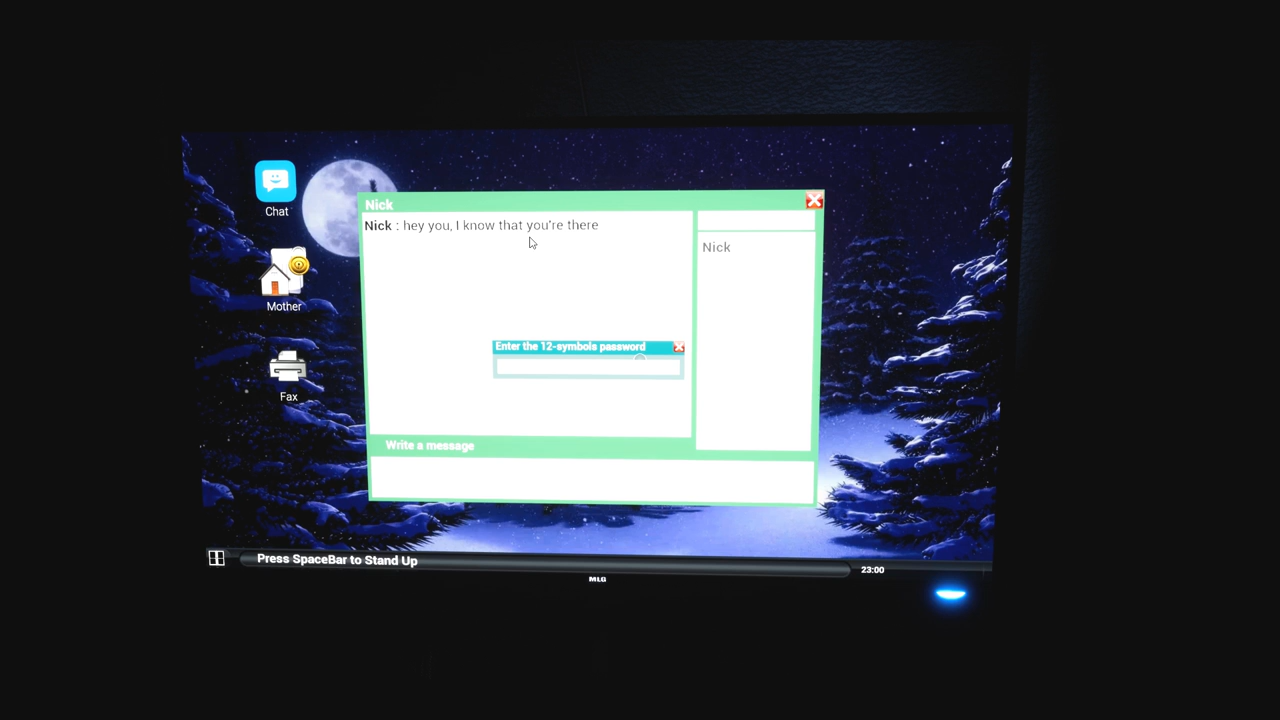 Chat
Mother
Fax
Nick
Nick : hey you, I know that you're there
Nick
Enter the 12-symbols password
Write a message
Press SpaceBar to Stand Up
23:00
MLG